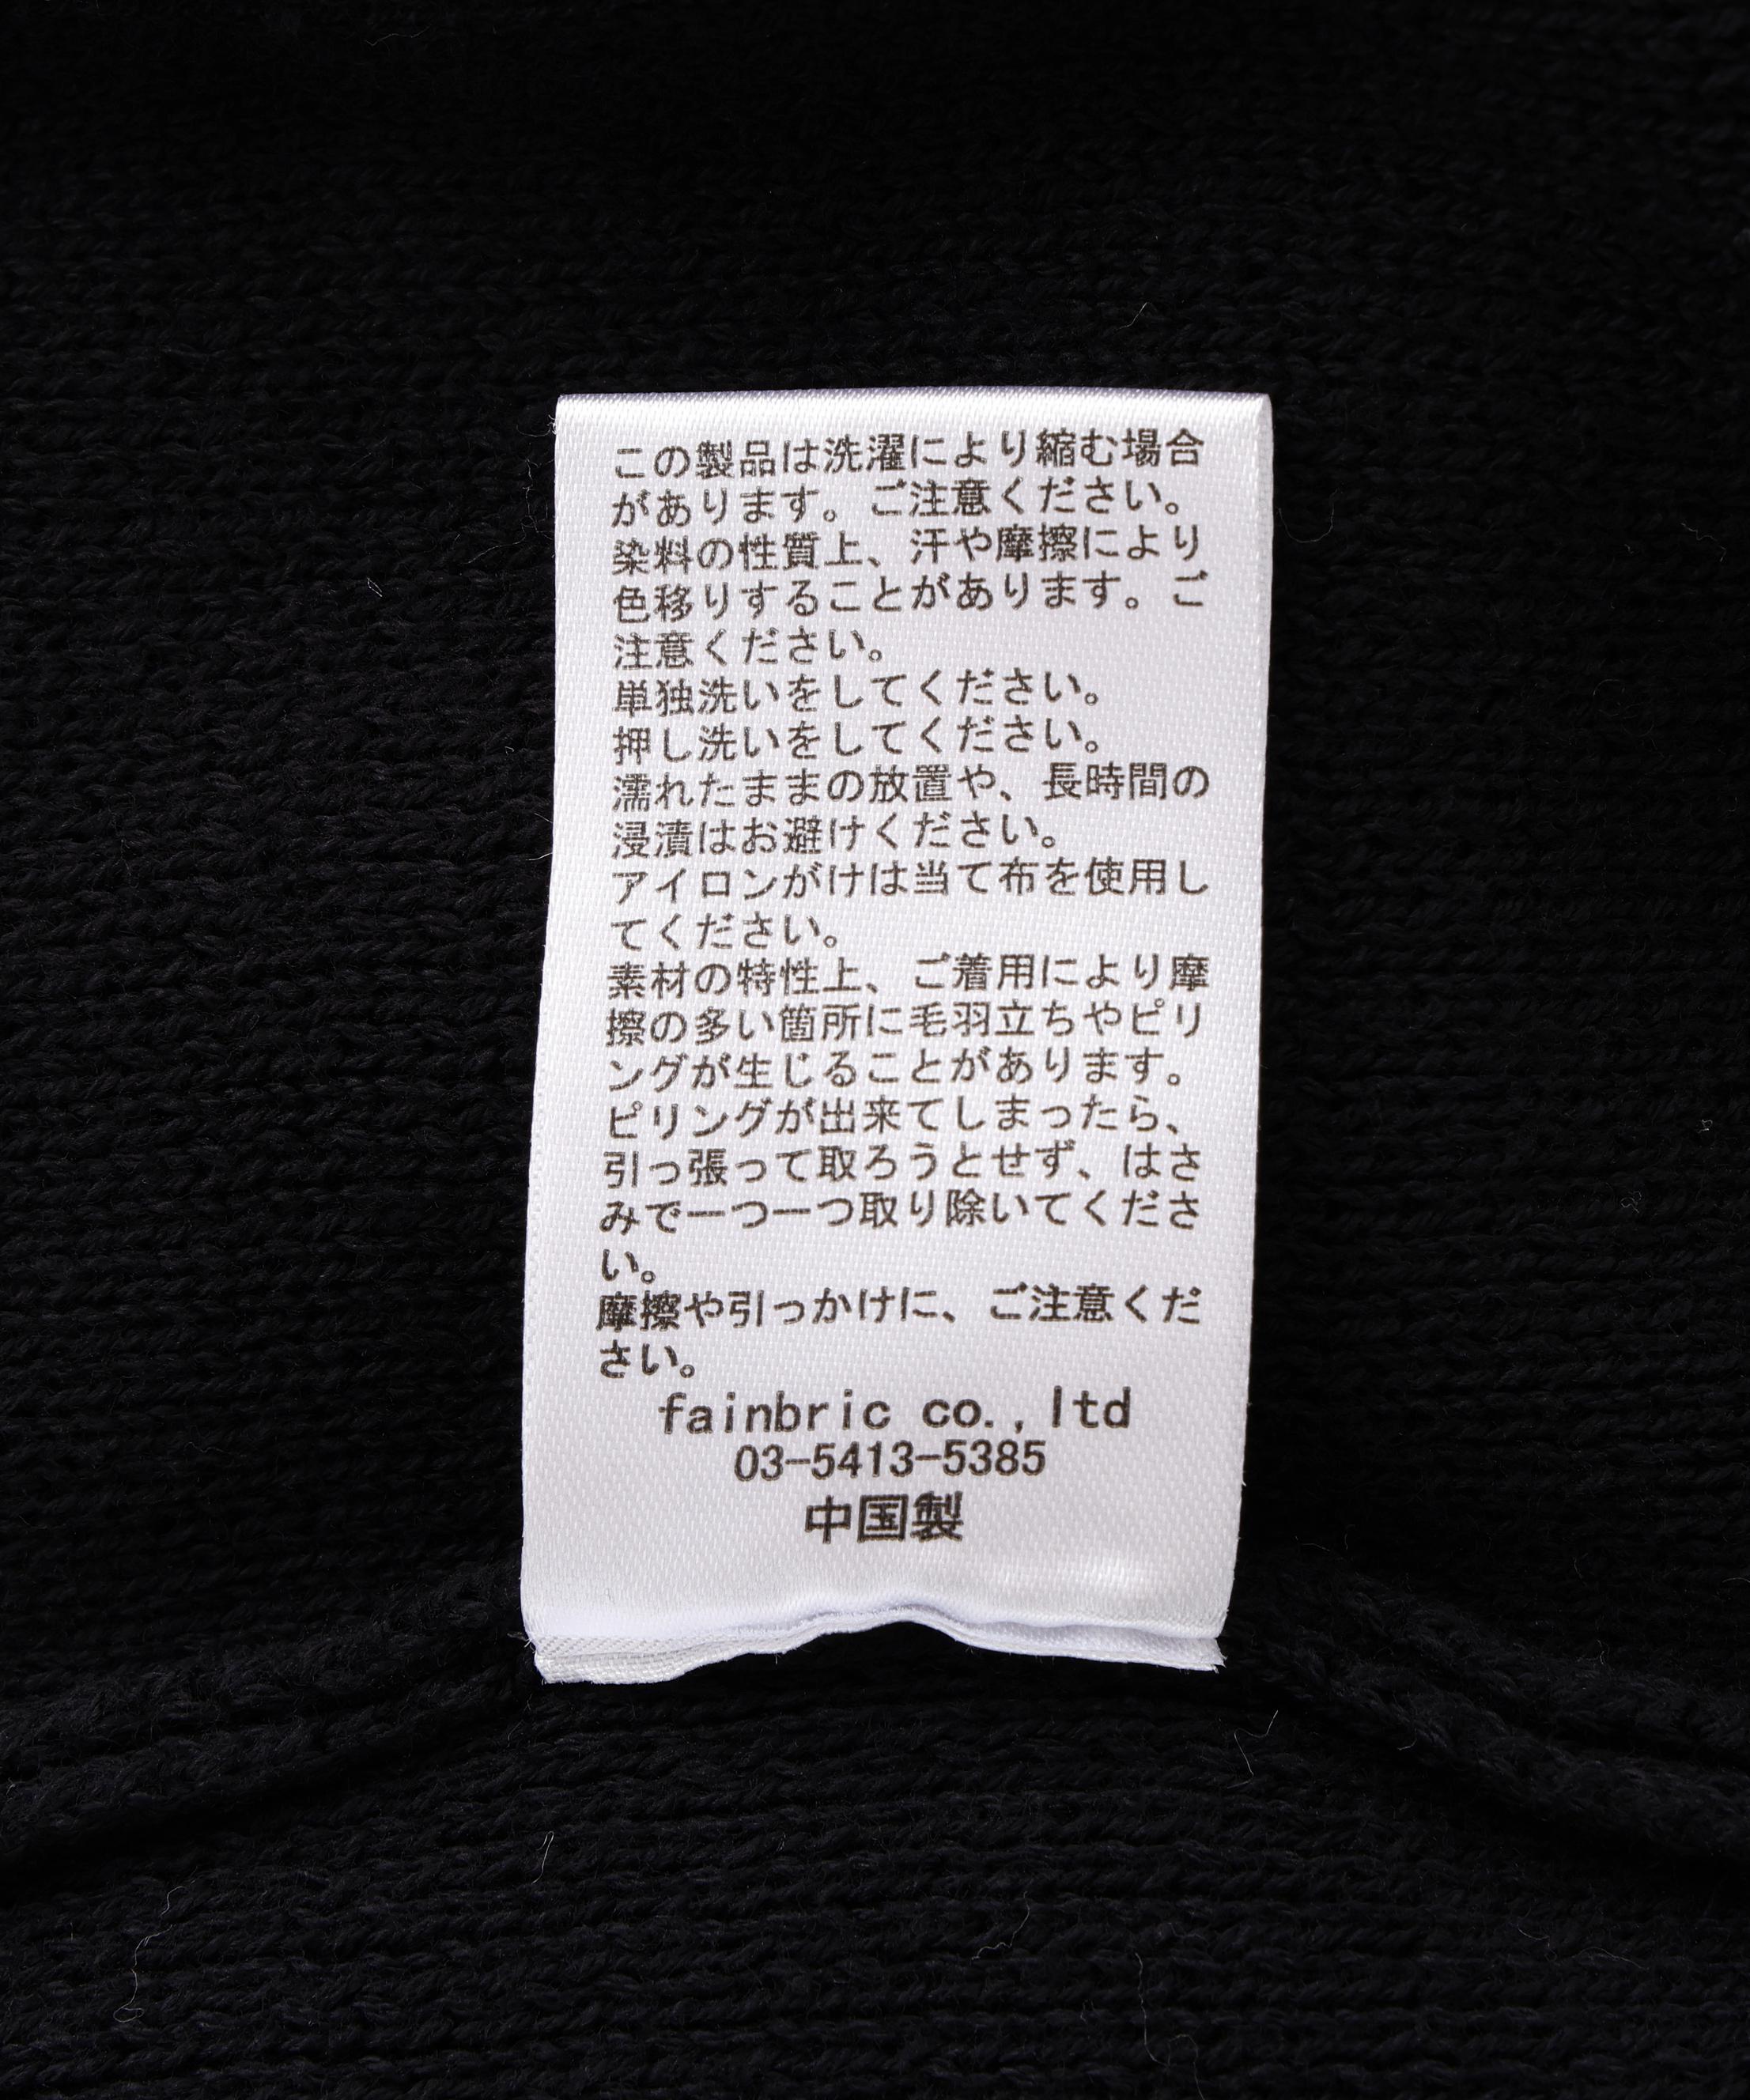 この製品は洗濯により縮む場合
があります。ご注意ください。
染料の性質上、汗や摩擦により
色移りすることがあります。ご
注意ください。
単独洗いをしてください。
押し洗いをしてください。
濡れたままの放置や、長時間の
浸漬はお避けください。
アイロンがけは当て布を使用し
てください。
素材の特性上、ご着用により摩
擦の多い箇所に毛羽立ちやピリ
ングが生じることがあります。
ピリングが出来てしまったら、
引っ張って取ろうとせず、はさ
みで一つ一つ取り除いてくださ
い。
摩擦や引っかけに、ご注意くだ
さい。
fainbric co.,ltd
03-5413-5385
中国製